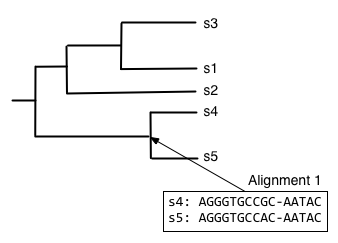 s3
s1
s2
s4
s5
Alignment 1
s4: AGGGTGCCGC-AATAC
s5: AGGGTGCCAC-AATAC